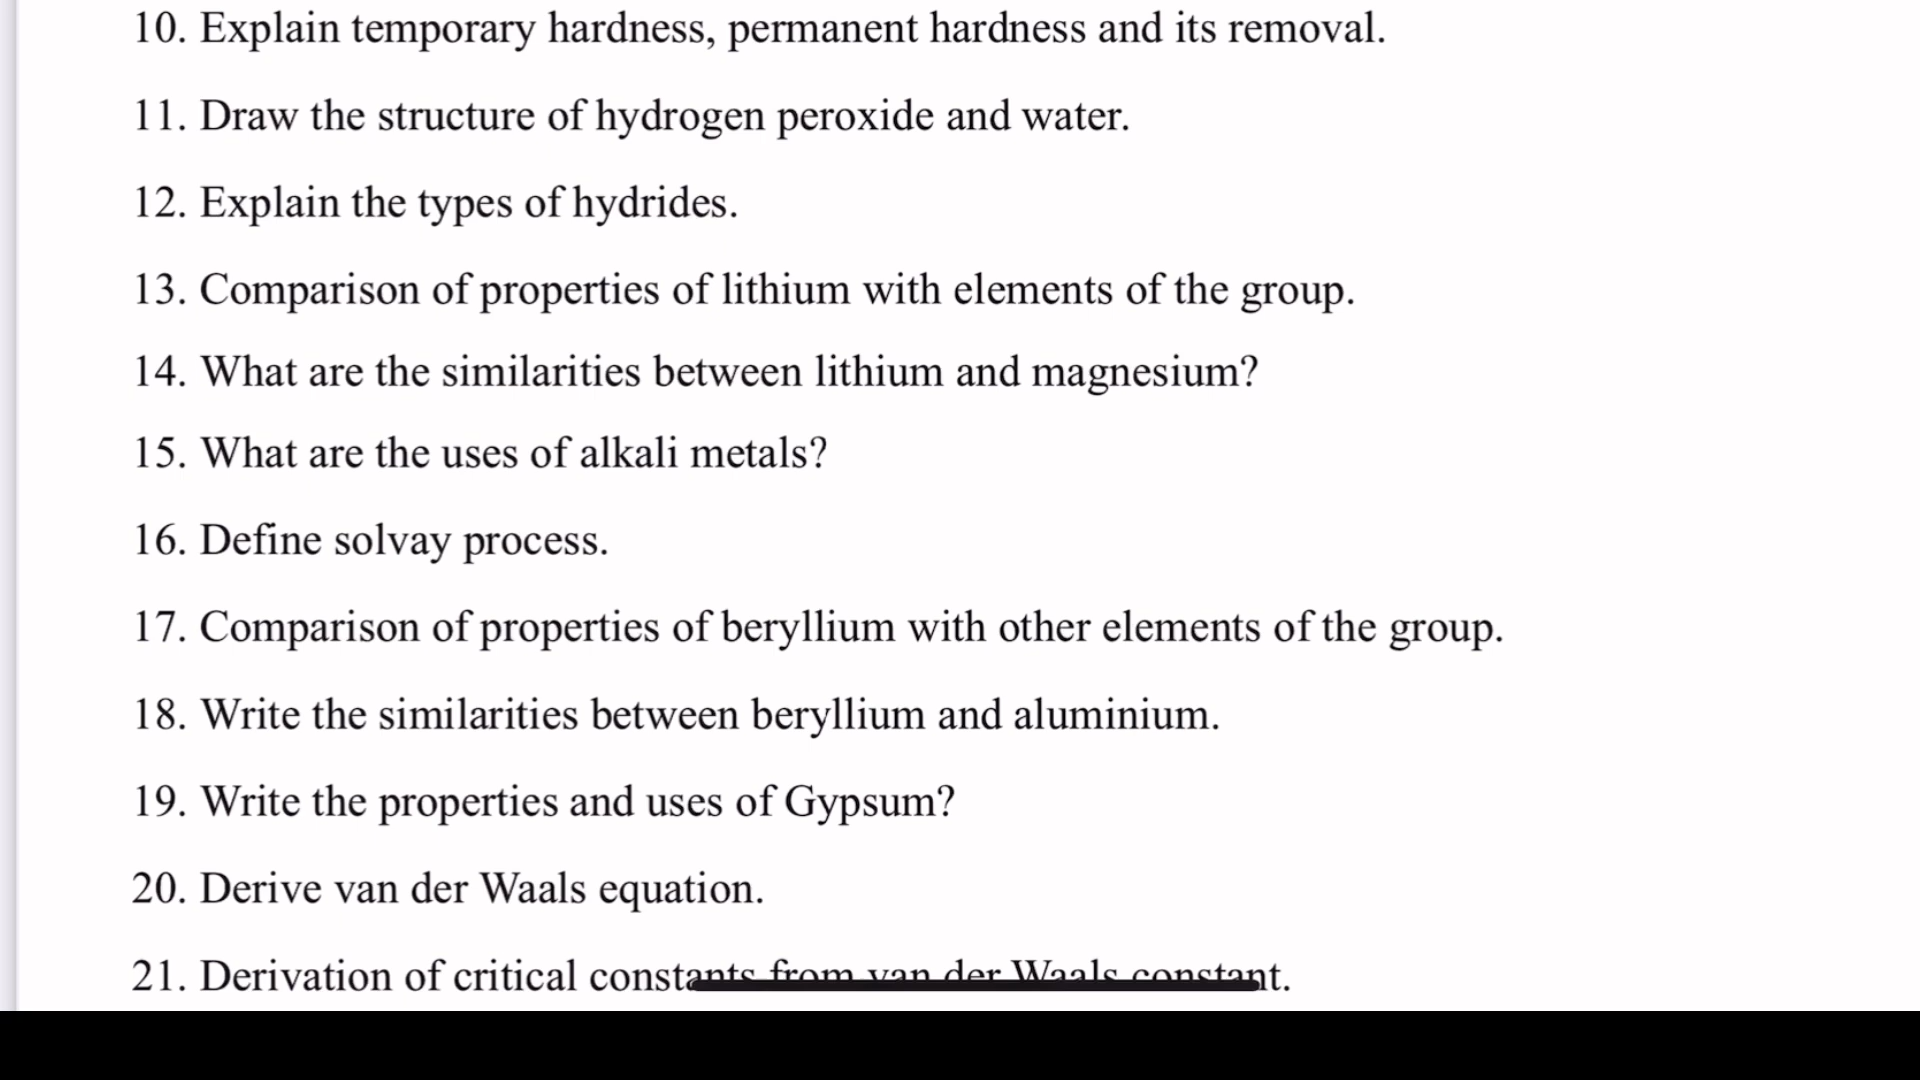 10. Explain temporary hardness, permanent hardness and its removal.
11. Draw the structure of hydrogen peroxide and water.
12. Explain the types of hydrides.
13. Comparison of properties of lithium with elements of the group.
14. What are the similarities between lithium and magnesium?
15. What are the uses of alkali metals?
16. Define solvay process.
17. Comparison of properties of beryllium with other elements of the group.
18. Write the similarities between beryllium and aluminium.
19. Write the properties and uses of Gypsum?
20. Derive van der Waals equation.
21. Derivation of critical constants from van der Waals constant.